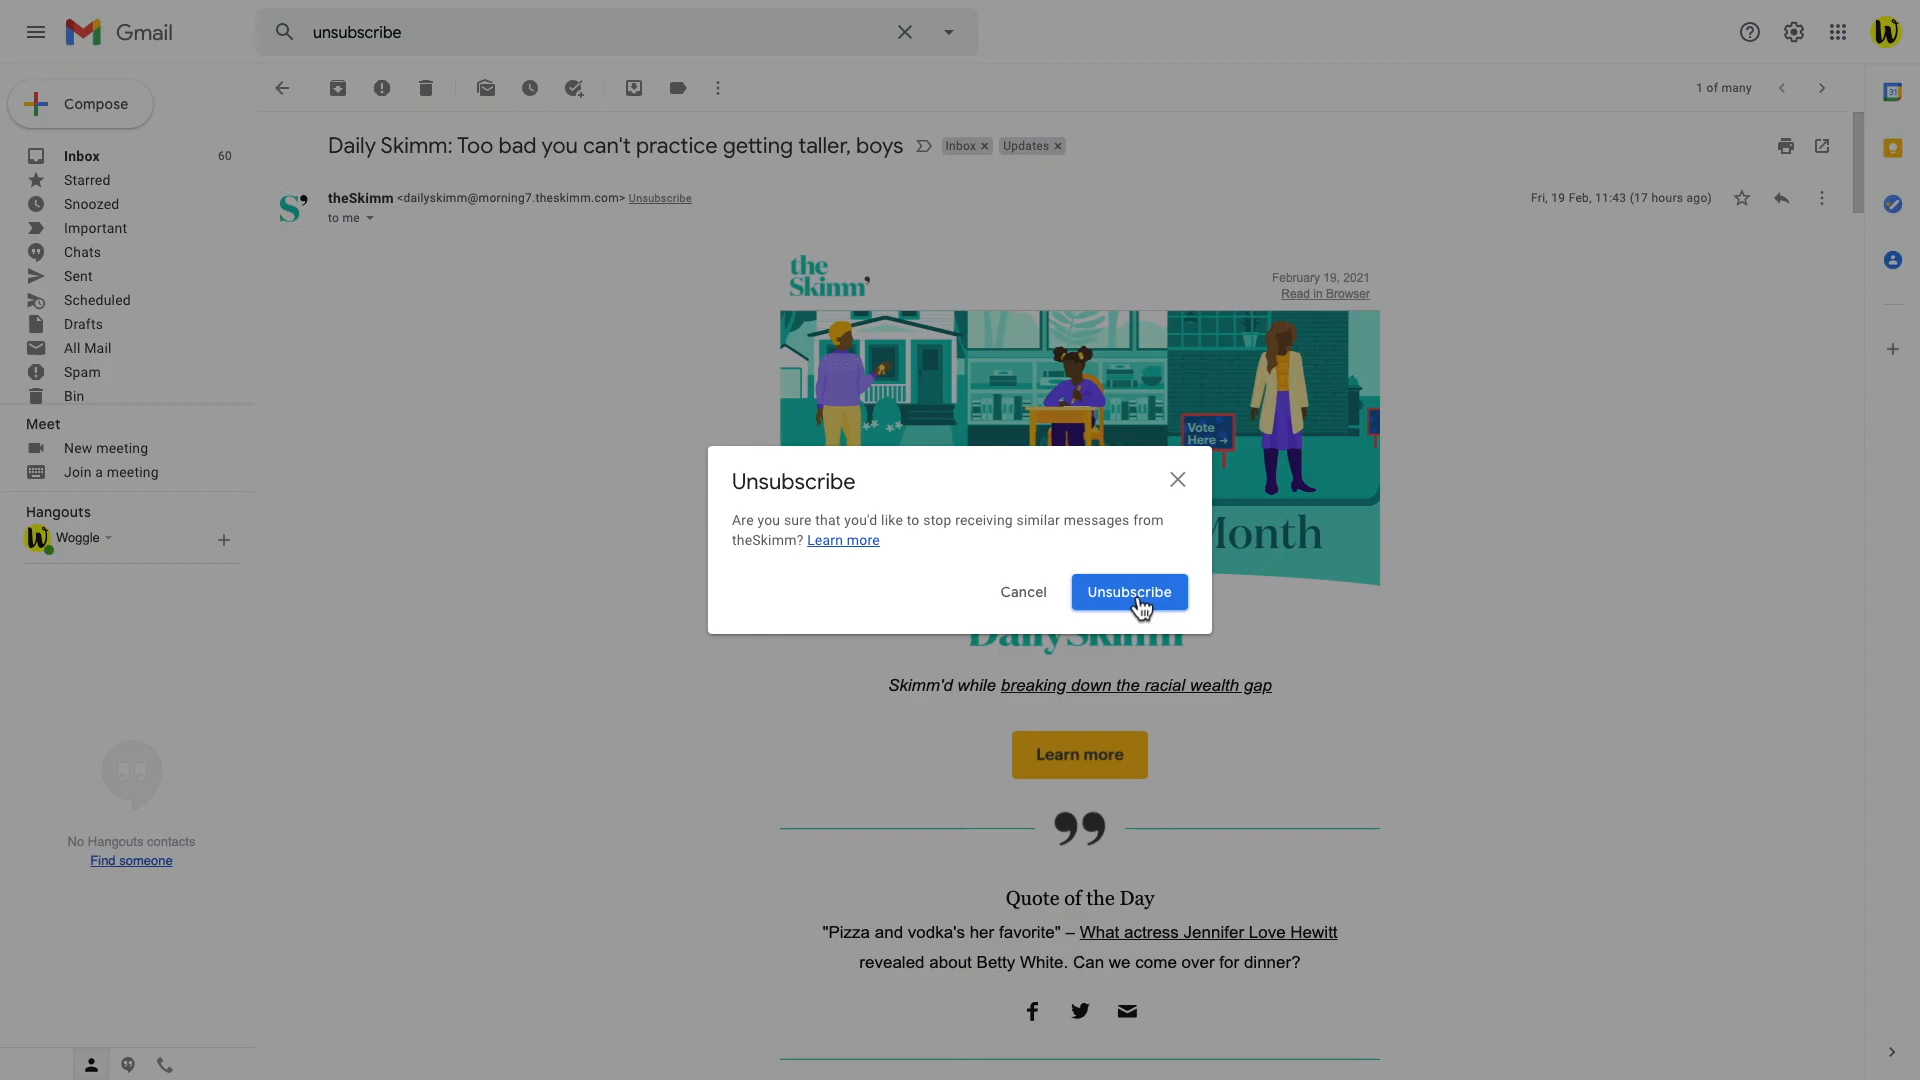 Gmail
unsubscribe
Compose
1 of many
31
Inbox 60
Starred
Snoozed
Important
Chats
Sent
Scheduled
Drafts
All Mail
Spam
Bin
Meet
New meeting
Join a meeting
Hangouts
Woggle
No Hangouts contacts
Find someone
Daily Skimm: Too bad you can't practice getting taller, boys Inbox × Updates ×
theSkimm <dailyskimm@morning7.theskimm.com> Unsubscribe
Fri, 19 Feb, 11:43 (17 hours ago)
to me
the
Skimm'
February 19, 2021
Read in Browser
Vote
Here →
Month
Unsubscribe
Are you sure that you'd like to stop receiving similar messages from
theSkimm? Learn more
Cancel Unsubscribe
Daily Skimm
Skimm'd while breaking down the racial wealth gap
Learn more
Quote of the Day
"Pizza and vodka's her favorite" – What actress Jennifer Love Hewitt
revealed about Betty White. Can we come over for dinner?